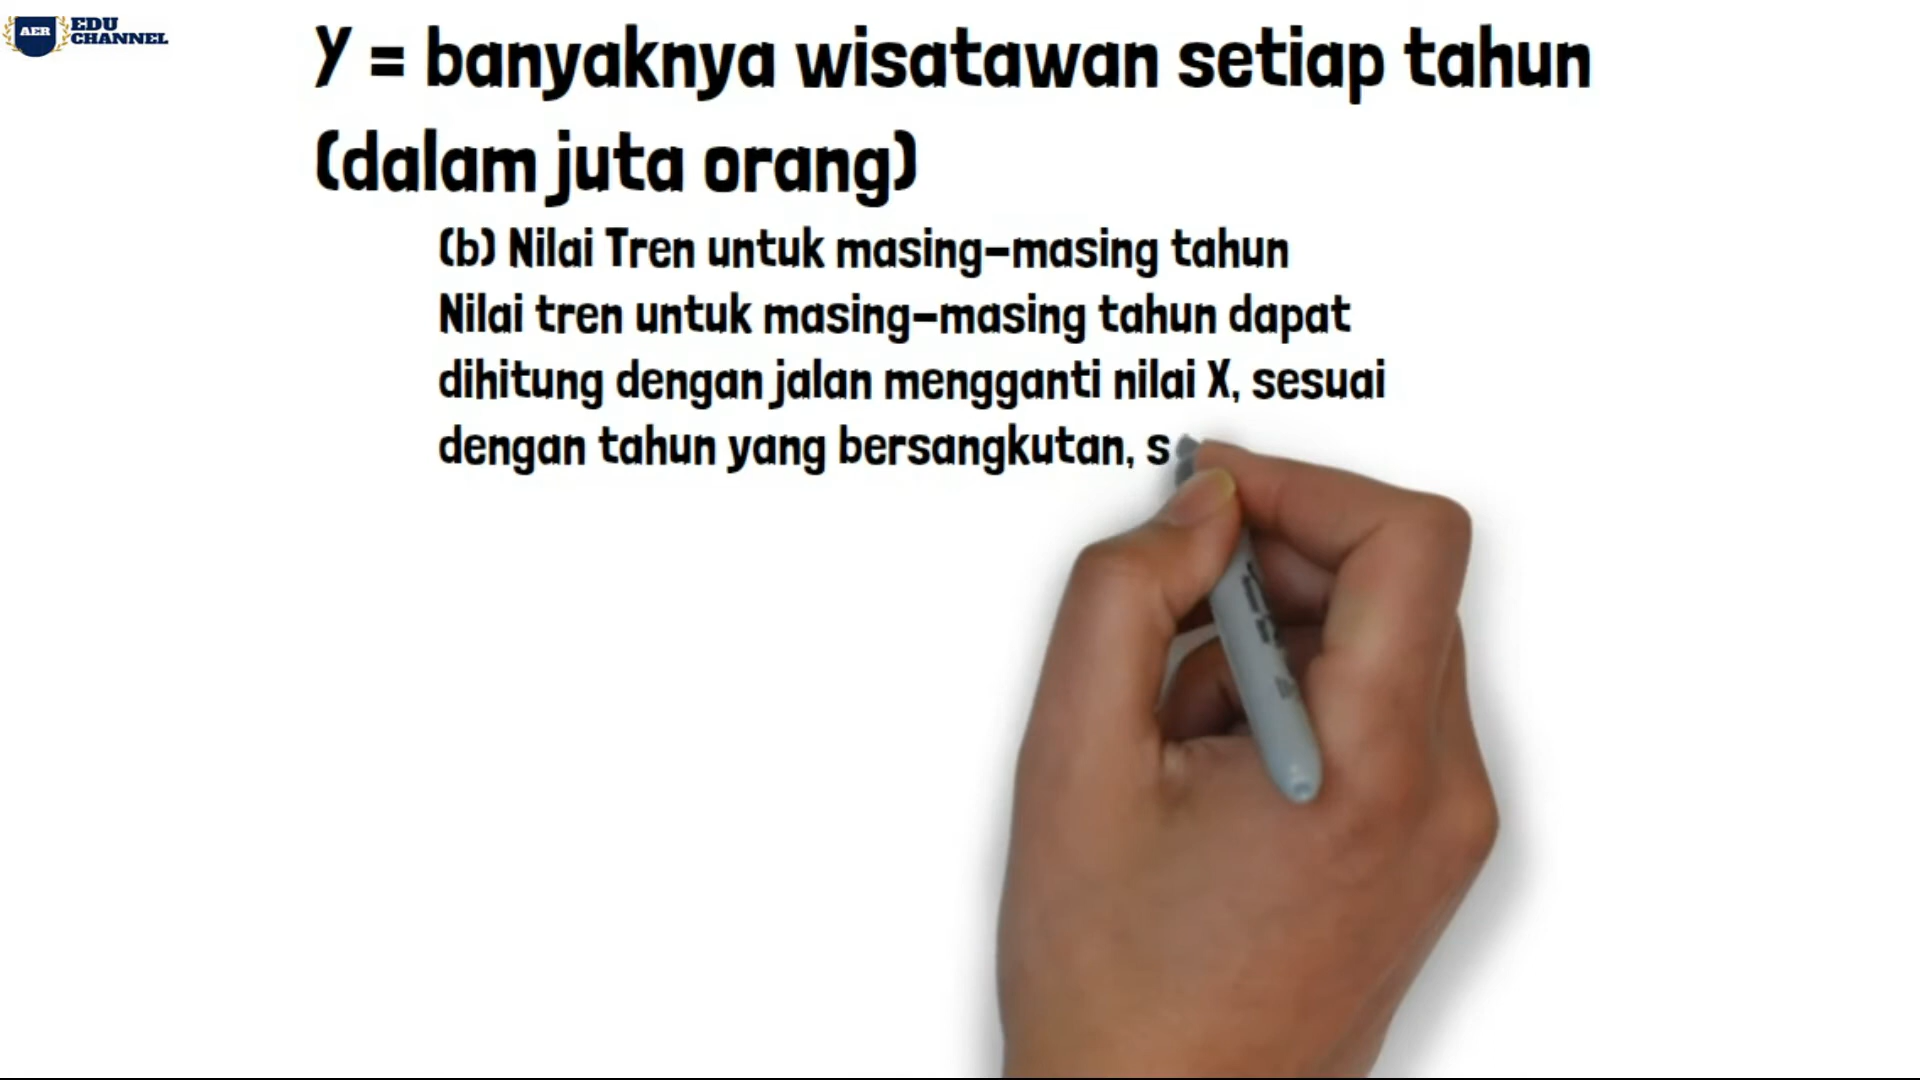 AER
EDU
CHANNEL
Y = banyaknya wisatawan setiap tahun
(dalam juta orang)
(b) Nilai Tren untuk masing-masing tahun
Nilai tren untuk masing-masing tahun dapat
dihitung dengan jalan mengganti nilai X, sesuai
dengan tahun yang bersangkutan, s